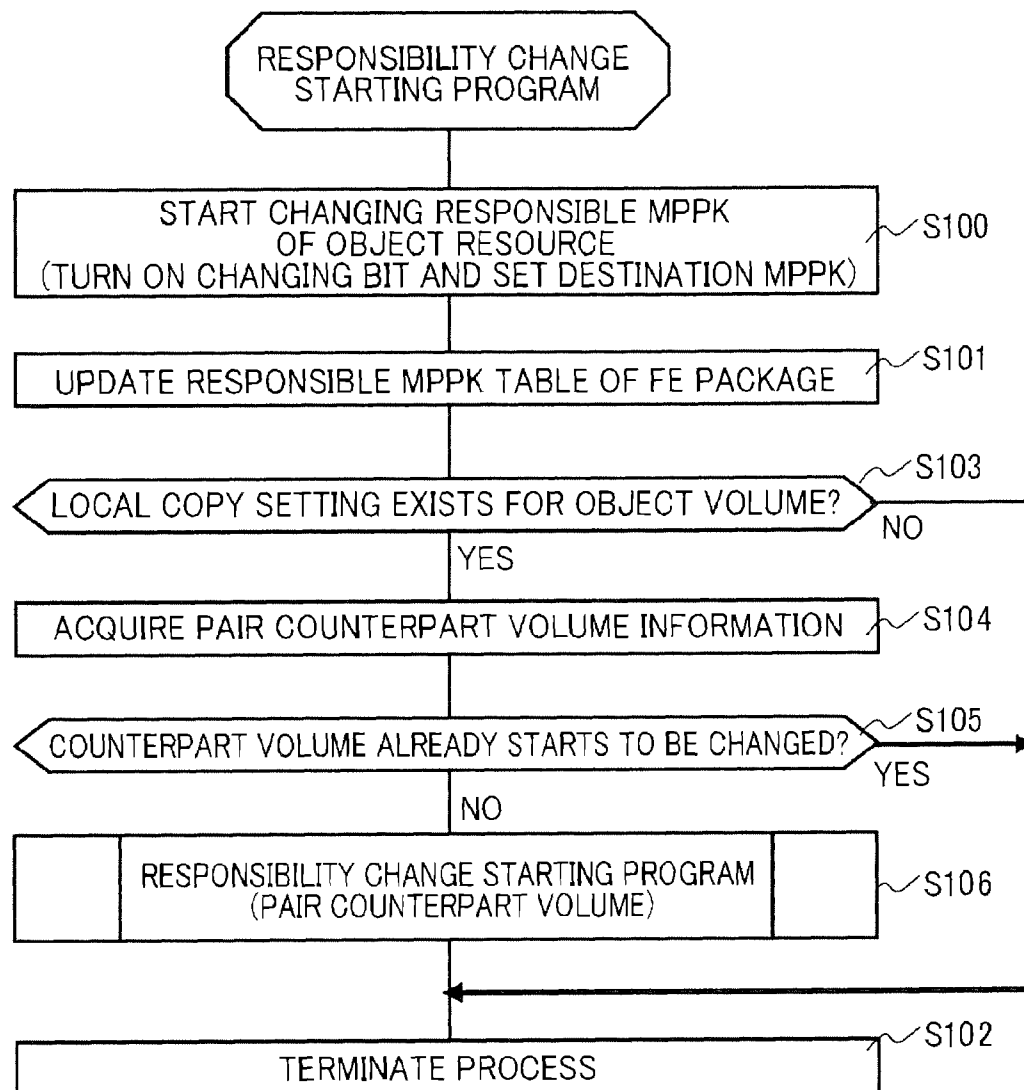 RESPONSIBILITY CHANGE
STARTING PROGRAM
START CHANGING RESPONSIBLE MPPK
OF OBJECT RESOURCE
(TURN ON CHANGING BIT AND SET DESTINATION MPPK)
S100
UPDATE RESPONSIBLE MPPK TABLE OF FE PACKAGE
S101
LOCAL COPY SETTING EXISTS FOR OBJECT VOLUME?
S103
NO
YES
ACQUIRE PAIR COUNTERPART VOLUME INFORMATION
S104
COUNTERPART VOLUME ALREADY STARTS TO BE CHANGED?
S105
YES
NO
RESPONSIBILITY CHANGE STARTING PROGRAM
(PAIR COUNTERPART VOLUME)
S106
S102
TERMINATE PROCESS